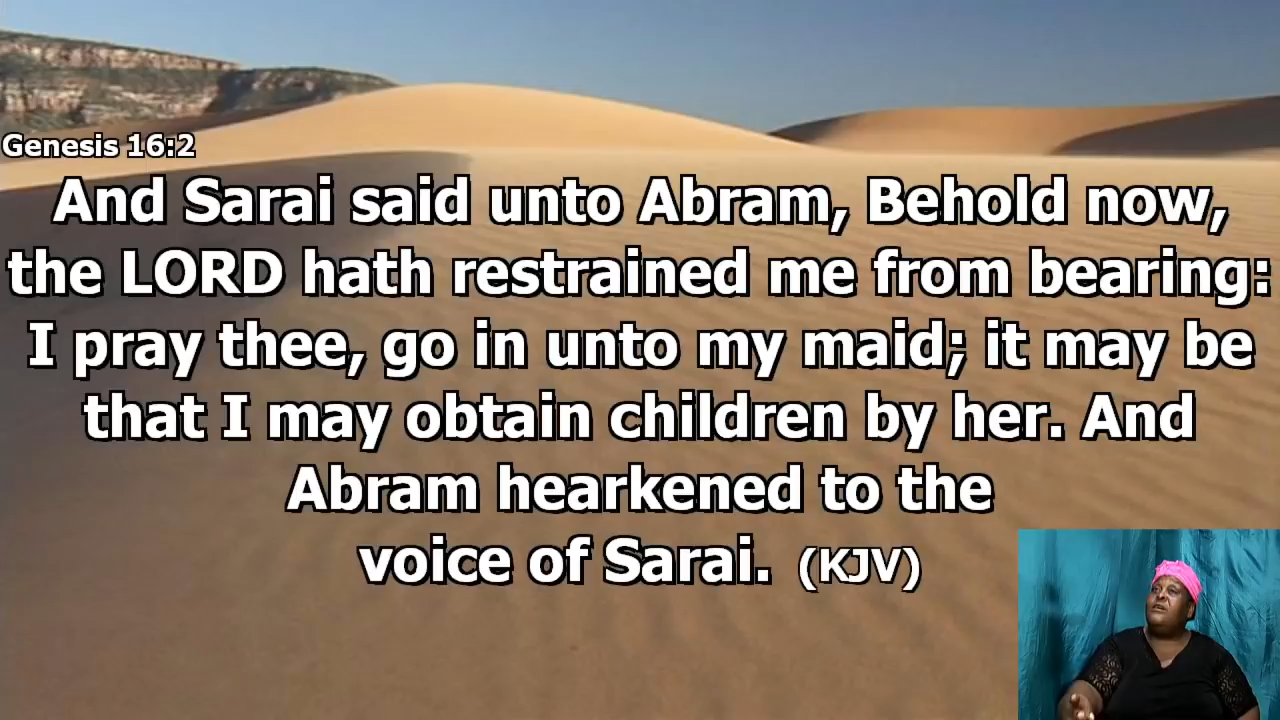 Genesis 16:2
And Sarai said unto Abram, Behold now,
the LORD hath restrained me from bearing:
I pray thee, go in unto my maid; it may be
that I may obtain children by her. And
Abram hearkened to the
voice of Sarai. (KJV)